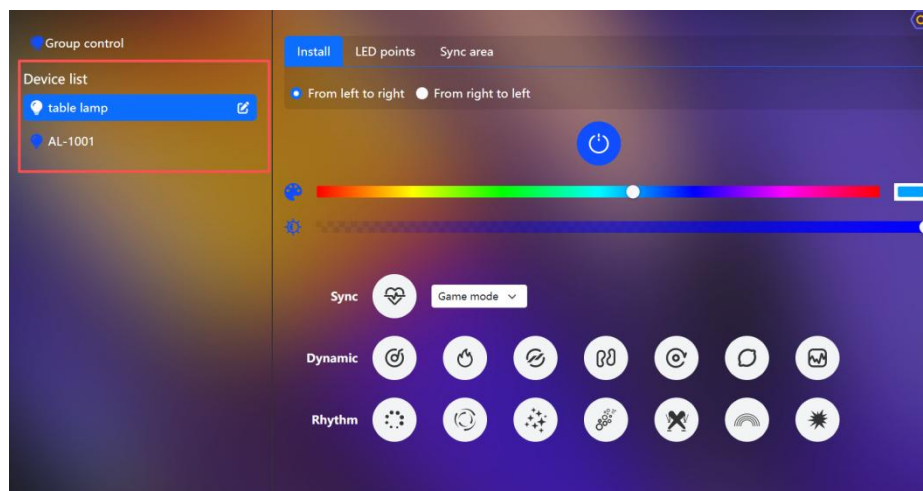 Group control
Device list
table lamp
AL-1001
Install LED points Sync area
From left to right From right to left
Sync Game mode
Dynamic
Rhythm